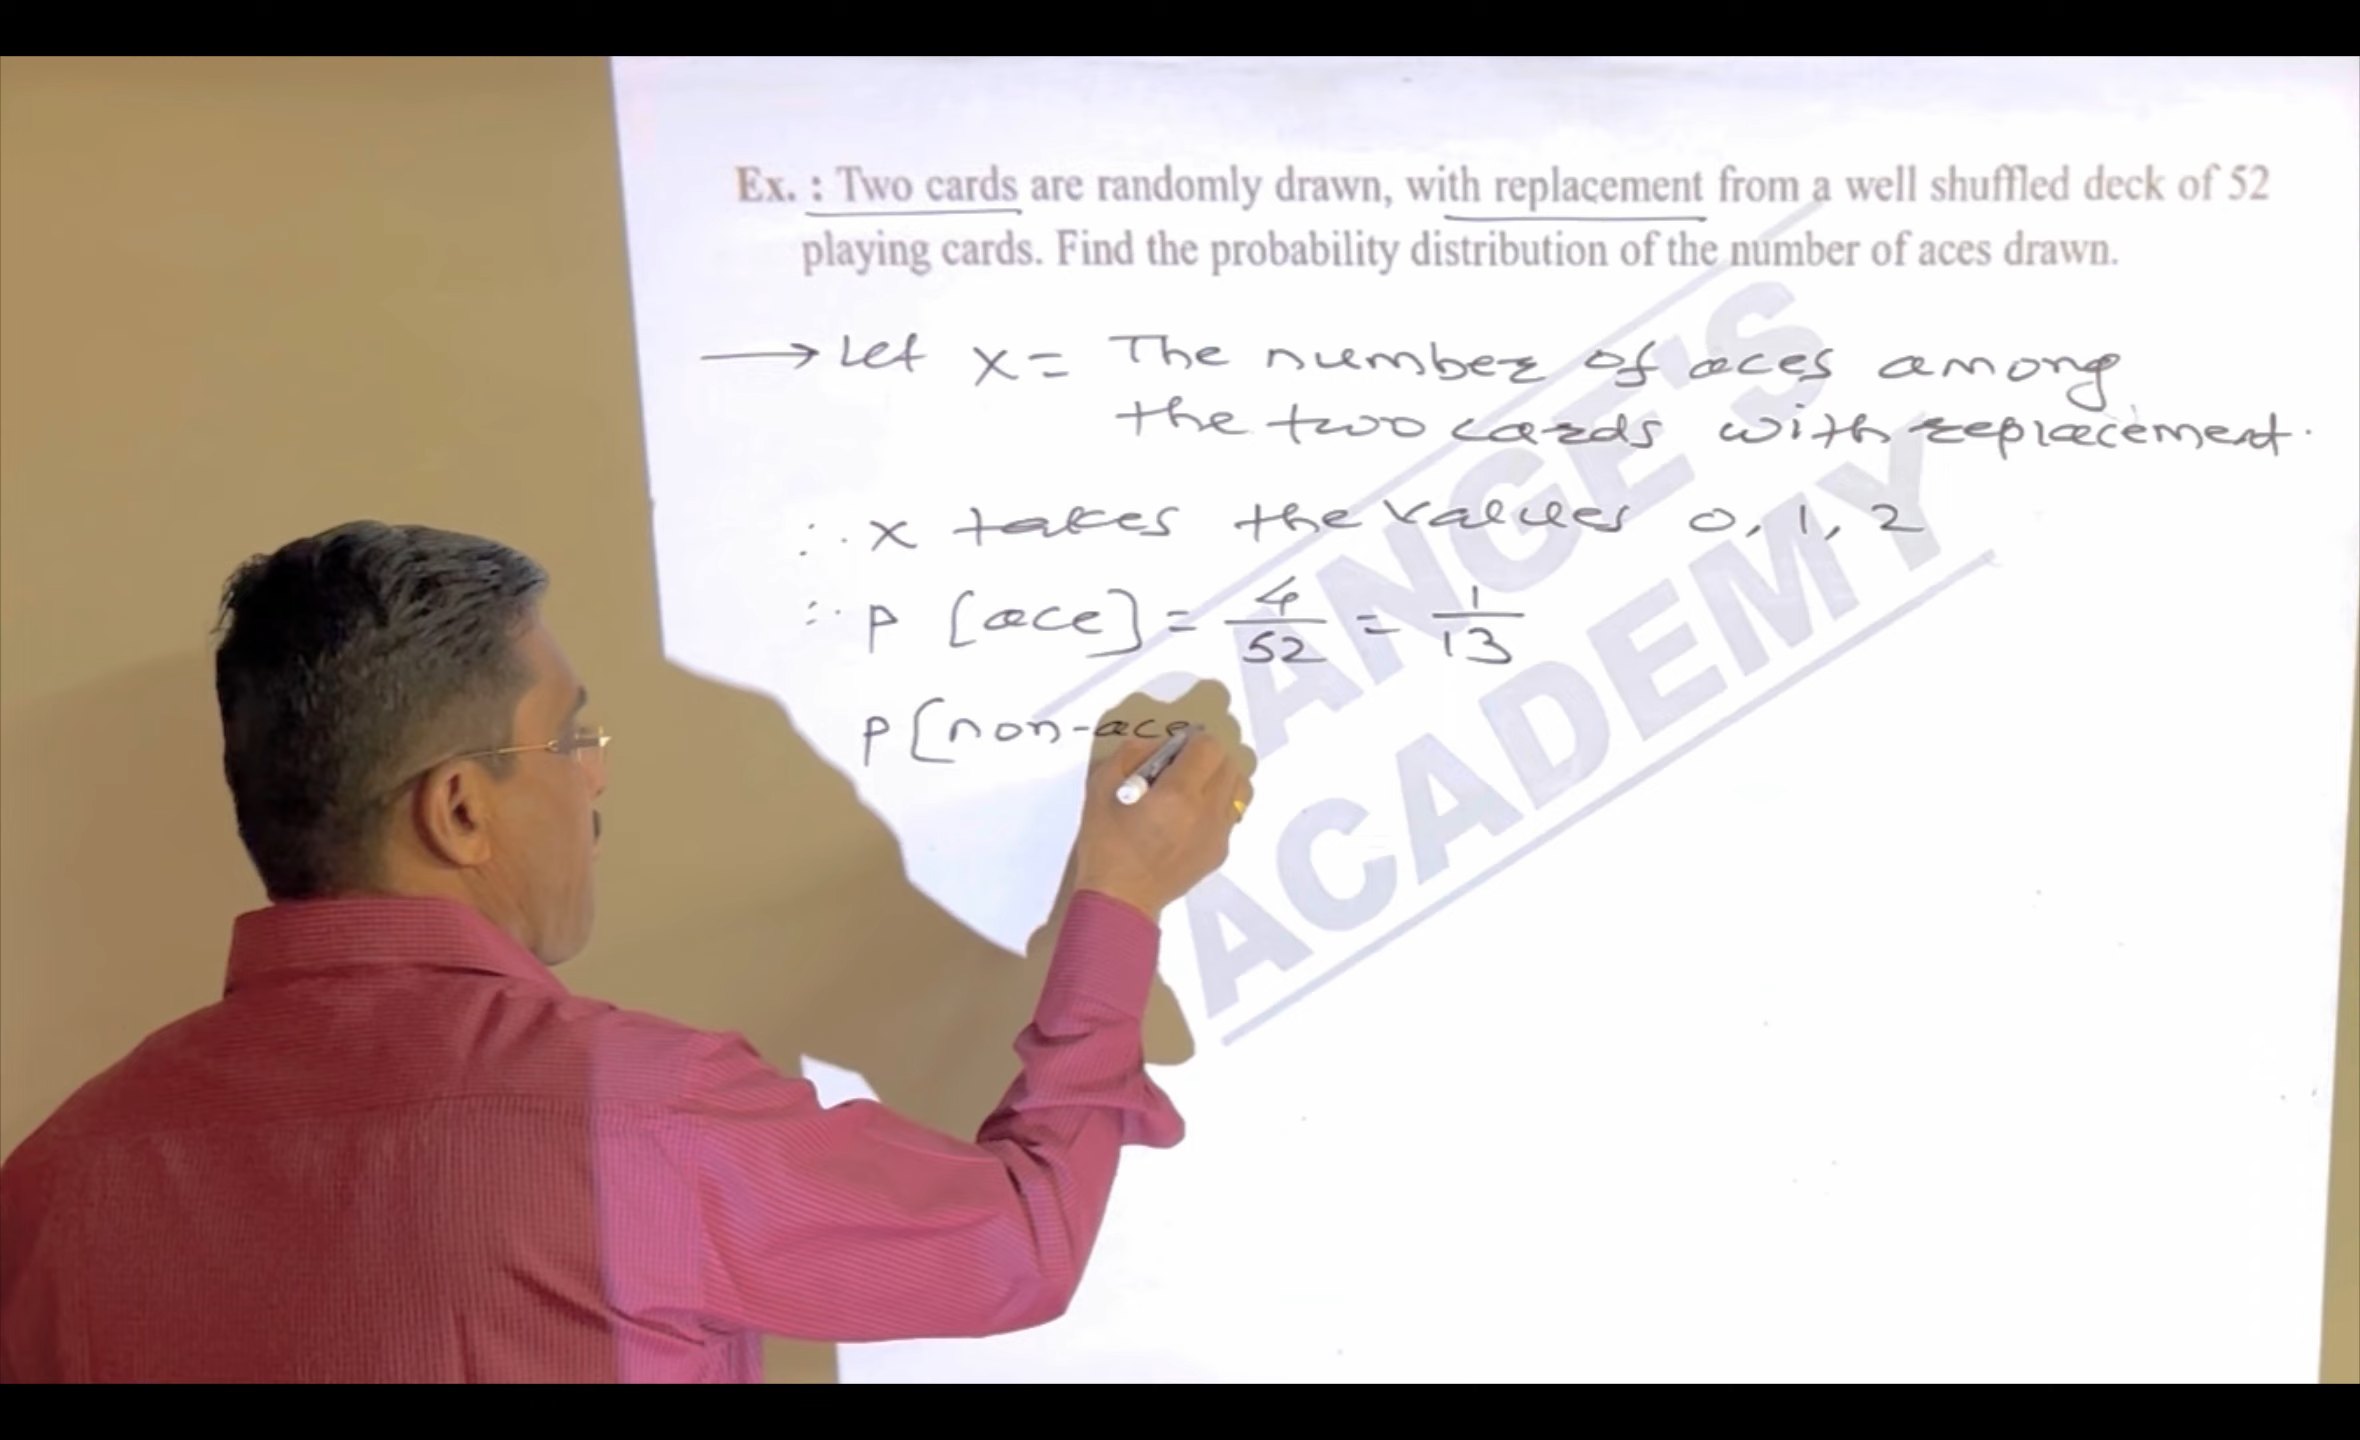 Ex. : Two cards are randomly drawn, with replacement from a well shuffled deck of 52
playing cards. Find the probability distribution of the number of aces drawn.
→ Let x = The number of aces among
the two cards with replacement.
∴ x takes the values 0, 1, 2
∴ P [ace] = 4/52 = 1/13
P[non-ace
ANGE'S
ACADEMY